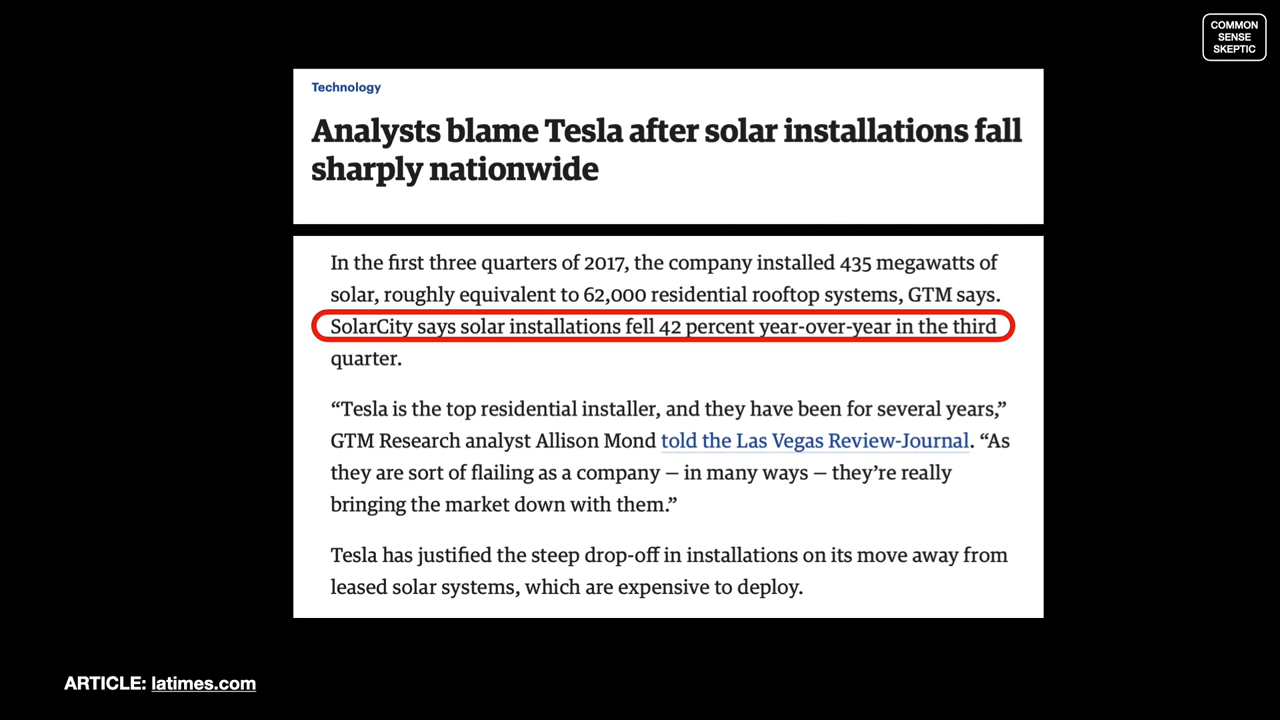 COMMON
SENSE
SKEPTIC
Technology
Analysts blame Tesla after solar installations fall
sharply nationwide
In the first three quarters of 2017, the company installed 435 megawatts of
solar, roughly equivalent to 62,000 residential rooftop systems, GTM says.
SolarCity says solar installations fell 42 percent year-over-year in the third
quarter.
“Tesla is the top residential installer, and they have been for several years,”
GTM Research analyst Allison Mond told the Las Vegas Review-Journal. “As
they are sort of flailing as a company — in many ways — they’re really
bringing the market down with them.”
Tesla has justified the steep drop-off in installations on its move away from
leased solar systems, which are expensive to deploy.
ARTICLE: latimes.com